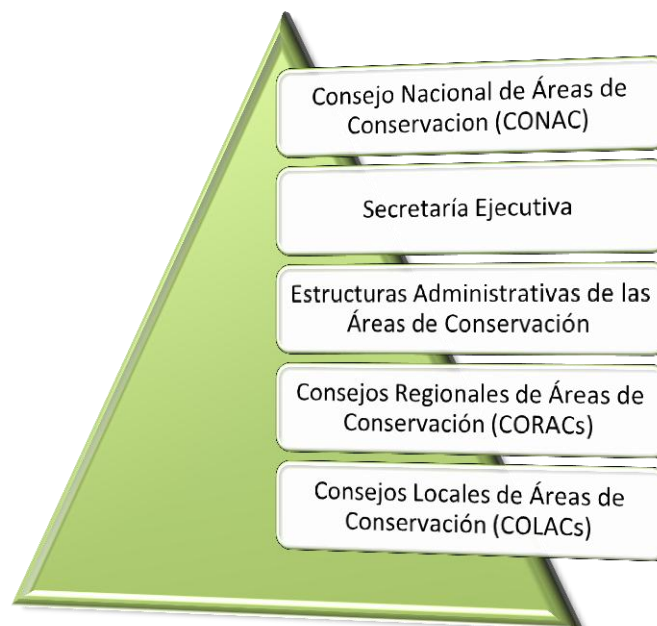 Consejo Nacional de Áreas de
Conservacion (CONAC)
Secretaría Ejecutiva
Estructuras Administrativas de las
Áreas de Conservación
Consejos Regionales de Áreas de
Conservación (CORACs)
Consejos Locales de Áreas de
Conservación (COLACs)